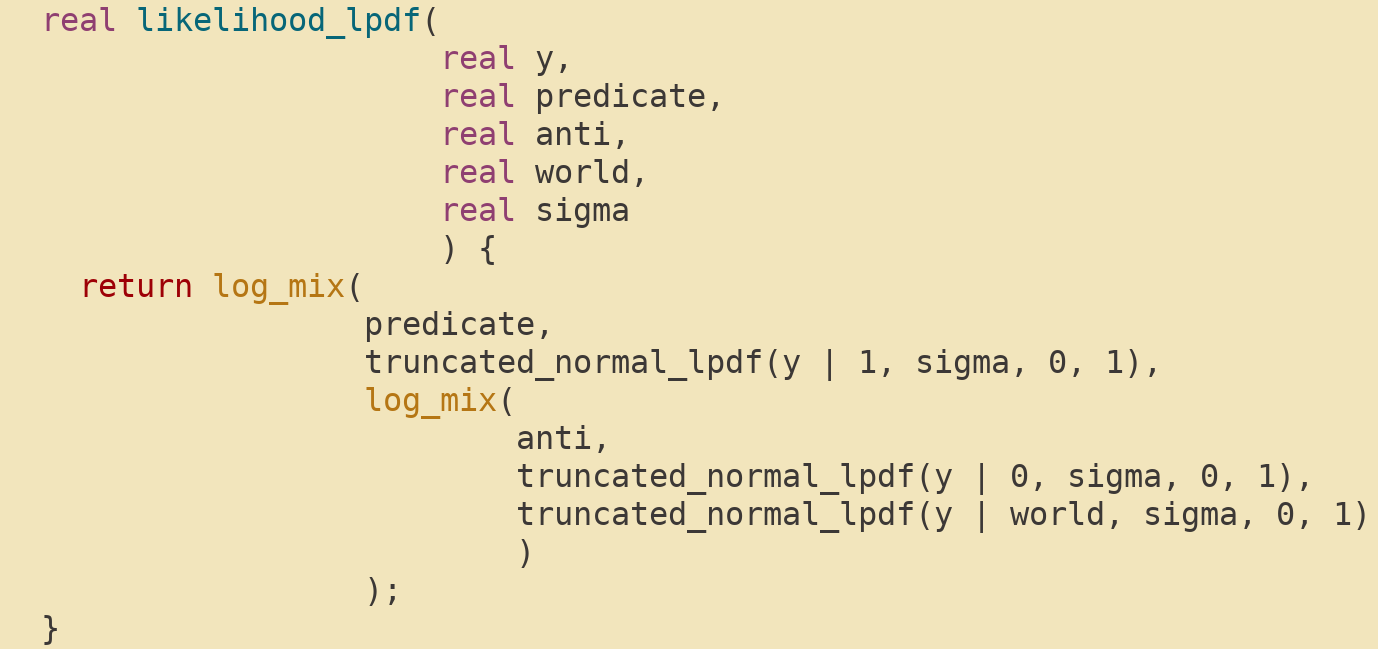 real likelihood_lpdf(
real y,
real predicate,
real anti,
real world,
real sigma
) {
return log_mix(
predicate,
truncated_normal_lpdf(y | 1, sigma, 0, 1),
log_mix(
anti,
truncated_normal_lpdf(y | 0, sigma, 0, 1),
truncated_normal_lpdf(y | world, sigma, 0, 1)
)
);
}